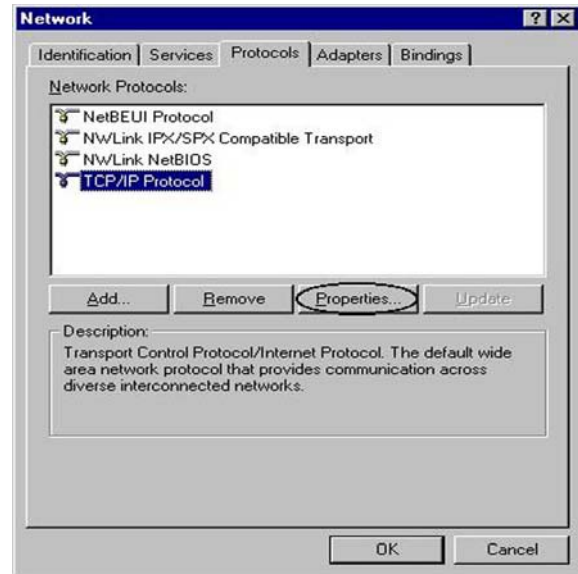 Network
Identification Services Protocols Adapters Bindings
Network Protocols:
NetBEUI Protocol
NWLink IPX/SPX Compatible Transport
NWLink NetBIOS
TCP/IP Protocol
Add... Remove Properties... Update
Description:
Transport Control Protocol/Internet Protocol. The default wide
area network protocol that provides communication across
diverse interconnected networks.
OK Cancel